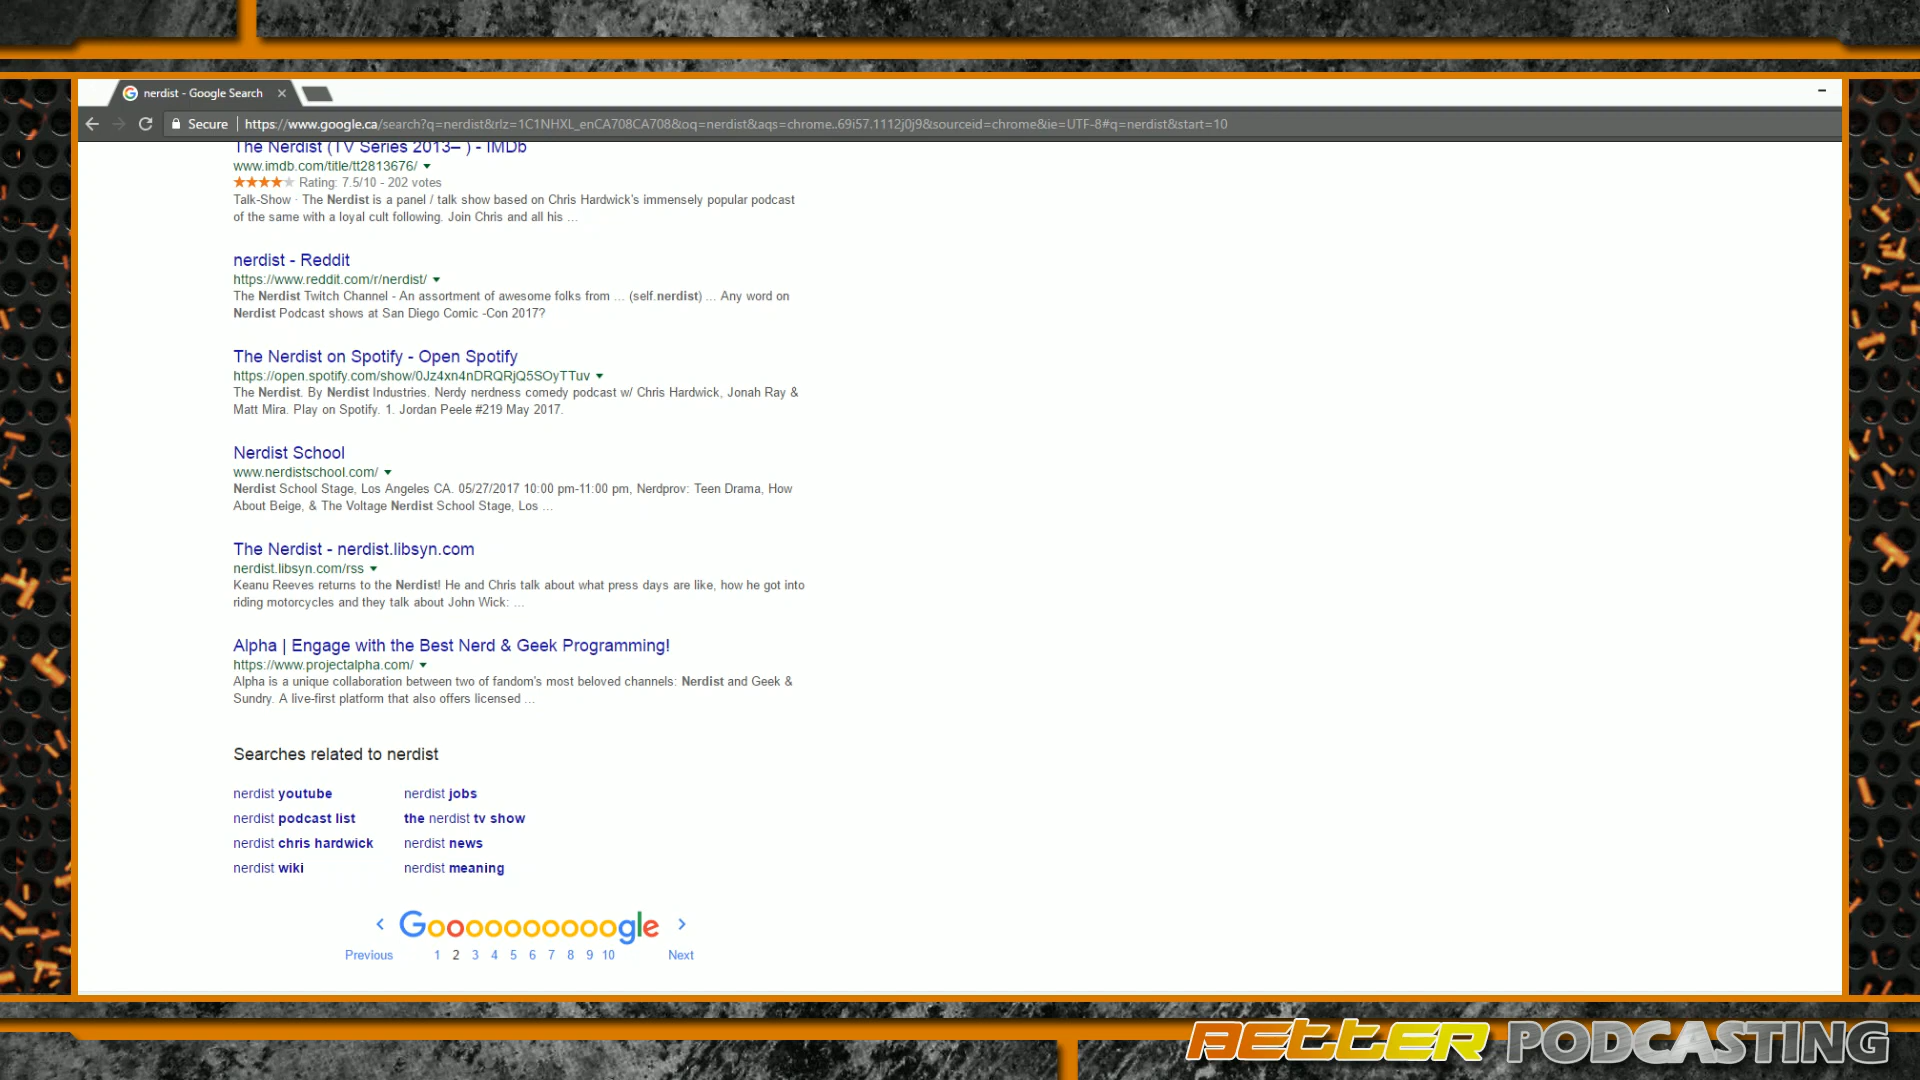 nerdist - Google Search
Secure | https://www.google.ca/search?q=nerdist&rlz=1C1NHXL_enCA708CA708&oq=nerdist&aqs=chrome..69i57.1112j0j9&sourceid=chrome&ie=UTF-8#q=nerdist&start=10
The Nerdist (TV Series 2013– ) - IMDb
www.imdb.com/title/tt2813676/
Rating: 7.5/10 - 202 votes
Talk-Show · The Nerdist is a panel / talk show based on Chris Hardwick's immensely popular podcast
of the same with a loyal cult following. Join Chris and all his ...
nerdist - Reddit
https://www.reddit.com/r/nerdist/
The Nerdist Twitch Channel - An assortment of awesome folks from ... (self.nerdist) ... Any word on
Nerdist Podcast shows at San Diego Comic -Con 2017?
The Nerdist on Spotify - Open Spotify
https://open.spotify.com/show/0Jz4xn4nDRQRjQ5SOyTTuv
The Nerdist. By Nerdist Industries. Nerdy nerdness comedy podcast w/ Chris Hardwick, Jonah Ray &
Matt Mira. Play on Spotify. 1. Jordan Peele #219 May 2017.
Nerdist School
www.nerdistschool.com/
Nerdist School Stage, Los Angeles CA. 05/27/2017 10:00 pm-11:00 pm, Nerdprov: Teen Drama, How
About Beige, & The Voltage Nerdist School Stage, Los ...
The Nerdist - nerdist.libsyn.com
nerdist.libsyn.com/rss
Keanu Reeves returns to the Nerdist! He and Chris talk about what press days are like, how he got into
riding motorcycles and they talk about John Wick: ...
Alpha | Engage with the Best Nerd & Geek Programming!
https://www.projectalpha.com/
Alpha is a unique collaboration between two of fandom's most beloved channels: Nerdist and Geek &
Sundry. A live-first platform that also offers licensed ...
Searches related to nerdist
nerdist youtube nerdist jobs
nerdist podcast list the nerdist tv show
nerdist chris hardwick nerdist news
nerdist wiki nerdist meaning
< Goooooooooogle >
Previous 1 2 3 4 5 6 7 8 9 10 Next
BETTER PODCASTING